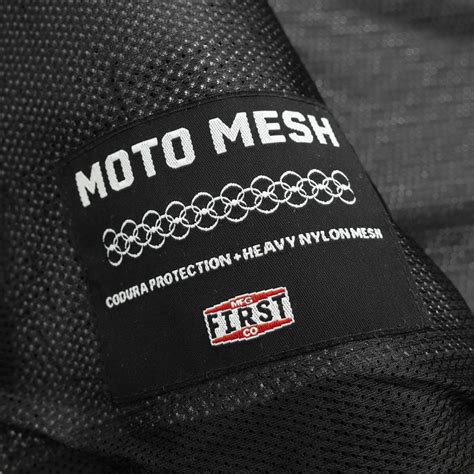 MOTO MESH
CODURA PROTECTION + HEAVY NYLON MESH
MFG
FIRST
CO